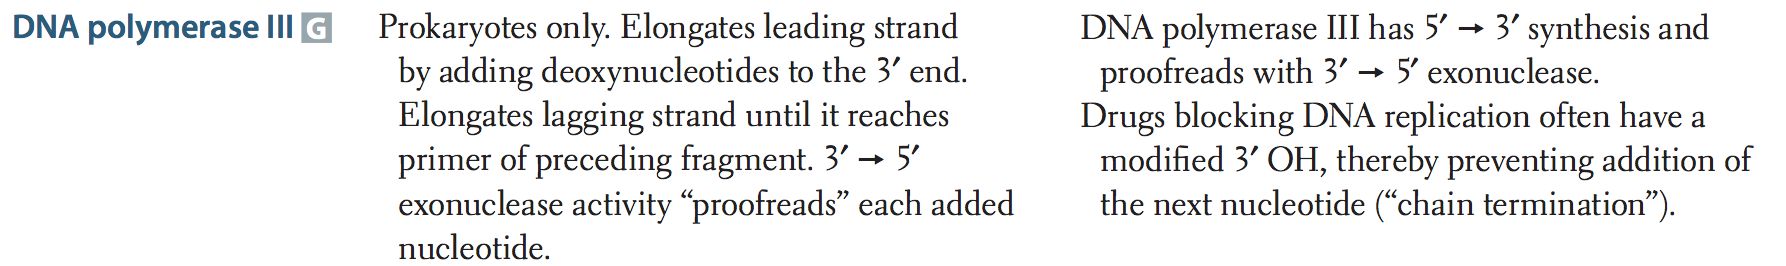 DNA polymerase III G
Prokaryotes only. Elongates leading strand
by adding deoxynucleotides to the 3′ end.
Elongates lagging strand until it reaches
primer of preceding fragment. 3′ → 5′
exonuclease activity “proofreads” each added
nucleotide.
DNA polymerase III has 5′ → 3′ synthesis and
proofreads with 3′ → 5′ exonuclease.
Drugs blocking DNA replication often have a
modified 3′ OH, thereby preventing addition of
the next nucleotide (“chain termination”).